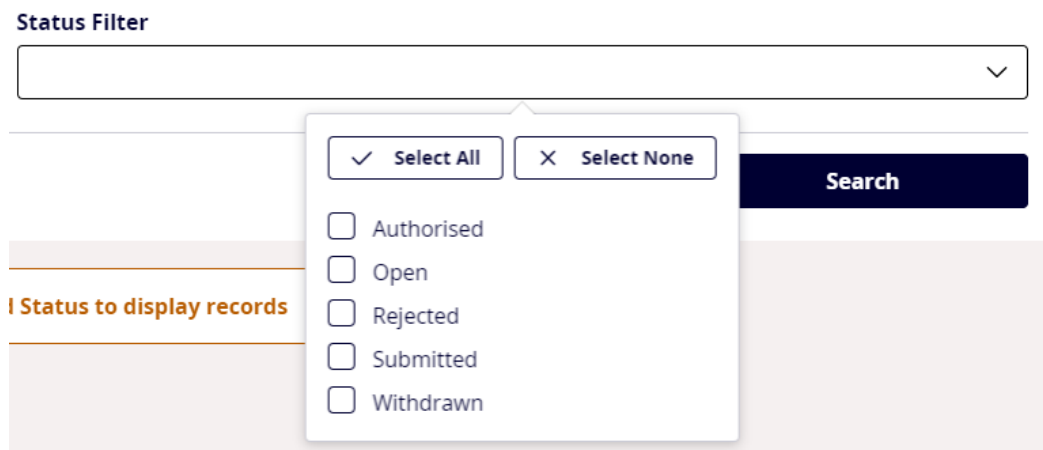 Status Filter
Select All
Select None
Search
Authorised
Open
Status to display records
Rejected
Submitted
Withdrawn